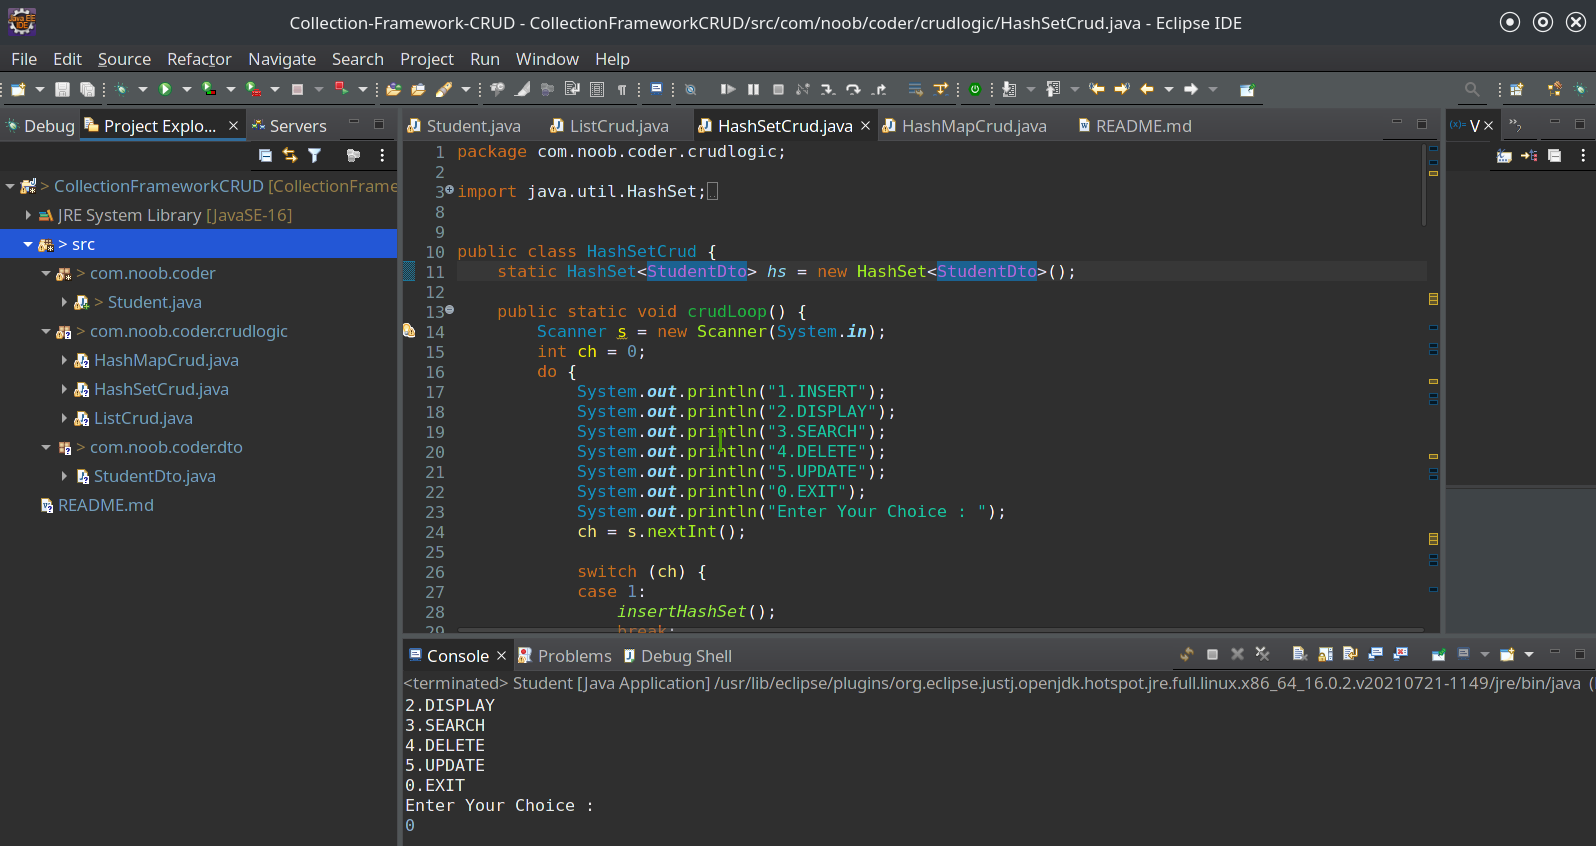 Collection-Framework-CRUD - CollectionFrameworkCRUD/src/com/noob/coder/crudlogic/HashSetCrud.java - Eclipse IDE
File Edit Source Refactor Navigate Search Project Run Window Help
Debug Project Explo... Servers
> CollectionFrameworkCRUD [CollectionFrame
JRE System Library [JavaSE-16]
> src
> com.noob.coder
> Student.java
> com.noob.coder.crudlogic
HashMapCrud.java
HashSetCrud.java
ListCrud.java
> com.noob.coder.dto
StudentDto.java
README.md
Student.java ListCrud.java HashSetCrud.java HashMapCrud.java README.md
1 package com.noob.coder.crudlogic;
2
3 import java.util.HashSet;
8
9
10 public class HashSetCrud {
11 static HashSet<StudentDto> hs = new HashSet<StudentDto>();
12
13 public static void crudLoop() {
14 Scanner s = new Scanner(System.in);
15 int ch = 0;
16 do {
17 System.out.println("1.INSERT");
18 System.out.println("2.DISPLAY");
19 System.out.println("3.SEARCH");
20 System.out.println("4.DELETE");
21 System.out.println("5.UPDATE");
22 System.out.println("0.EXIT");
23 System.out.println("Enter Your Choice : ");
24 ch = s.nextInt();
25
26 switch (ch) {
27 case 1:
28 insertHashSet();
29 break;
(x)= V
Console Problems Debug Shell
<terminated> Student [Java Application] /usr/lib/eclipse/plugins/org.eclipse.justj.openjdk.hotspot.jre.full.linux.x86_64_16.0.2.v20210721-1149/jre/bin/java (
2.DISPLAY
3.SEARCH
4.DELETE
5.UPDATE
0.EXIT
Enter Your Choice :
0